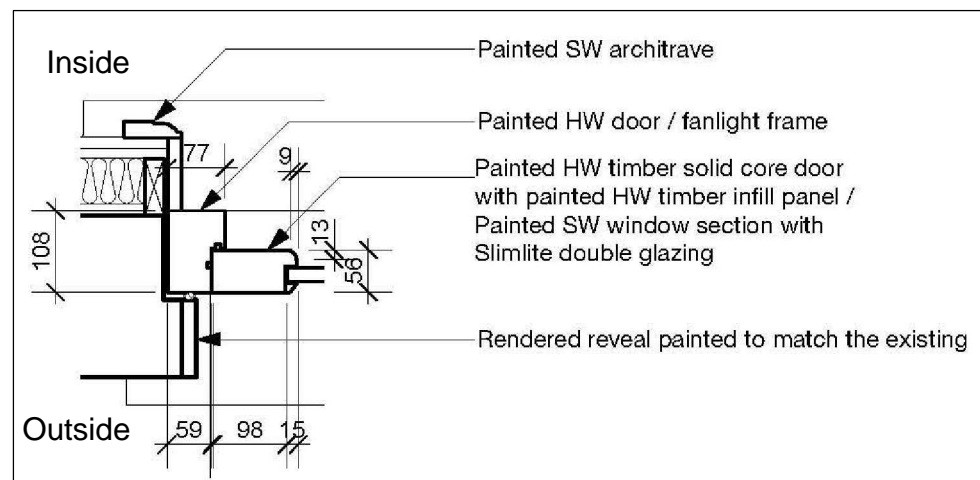 Inside
Painted SW architrave
Painted HW door / fanlight frame
77
9
Painted HW timber solid core door
with painted HW timber infill panel /
Painted SW window section with
Slimlite double glazing
13
108
56
Rendered reveal painted to match the existing
Outside
59
98
15